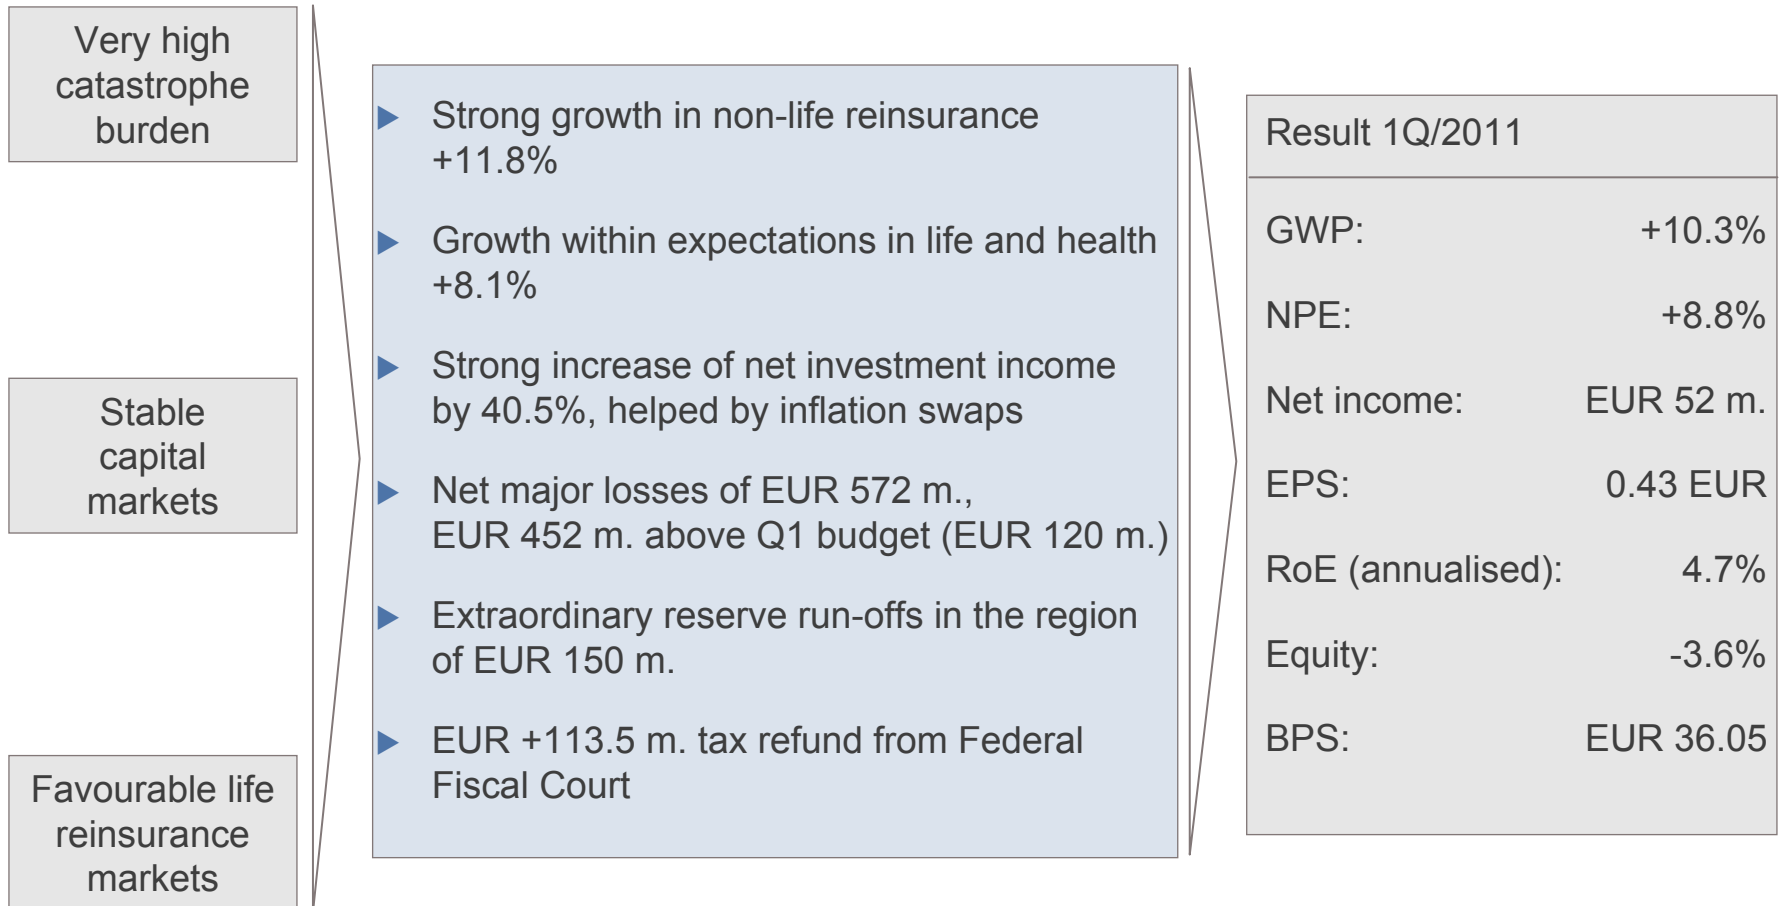 Very high
catastrophe
burden
Stable
capital
markets
Favourable life
reinsurance
markets
Strong growth in non-life reinsurance
+11.8%
Growth within expectations in life and health
+8.1%
Strong increase of net investment income
by 40.5%, helped by inflation swaps
Net major losses of EUR 572 m.,
EUR 452 m. above Q1 budget (EUR 120 m.)
Extraordinary reserve run-offs in the region
of EUR 150 m.
EUR +113.5 m. tax refund from Federal
Fiscal Court
Result 1Q/2011
GWP: +10.3%
NPE: +8.8%
Net income: EUR 52 m.
EPS: 0.43 EUR
RoE (annualised): 4.7%
Equity: -3.6%
BPS: EUR 36.05